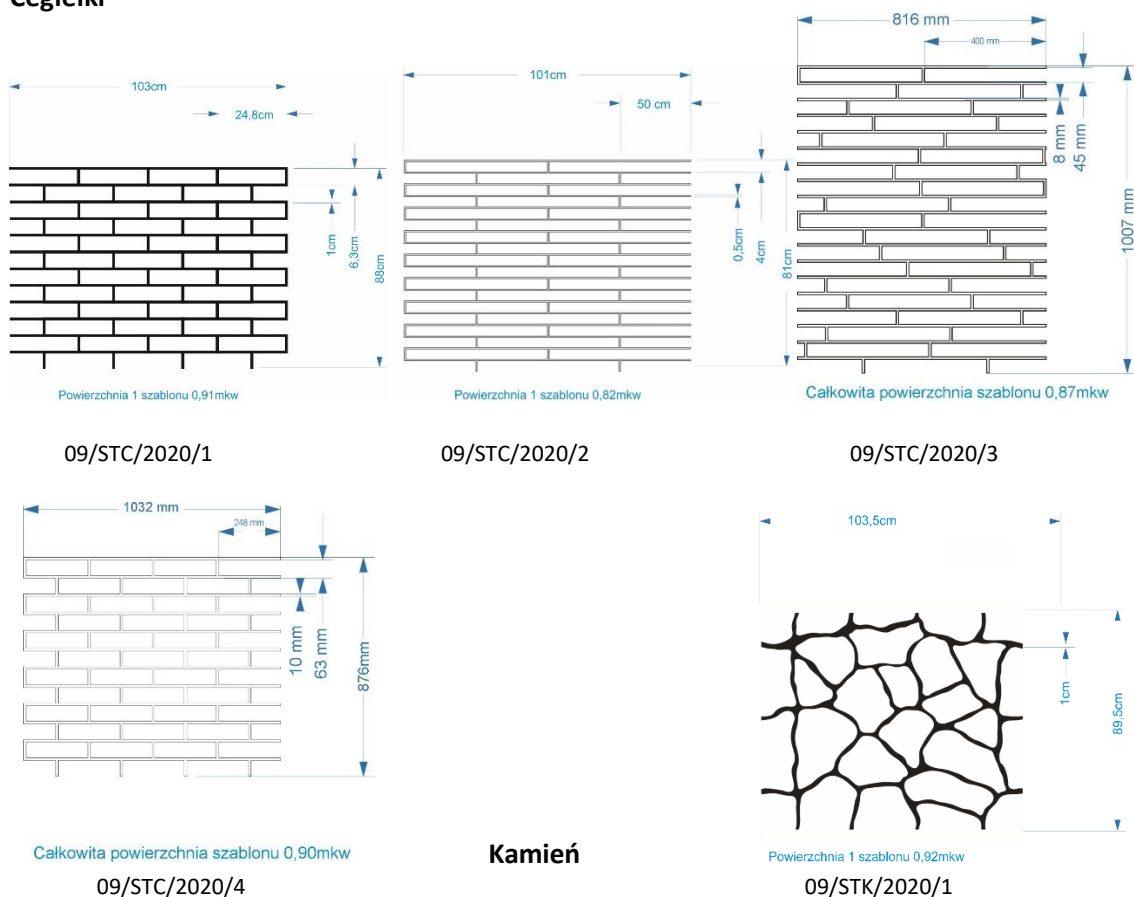 Cegiełki
103cm
24,8cm
1cm
6,3cm
88cm
Powierzchnia 1 szablonu 0,91mkw
09/STC/2020/1
101cm
50 cm
0,5cm
4cm
81cm
Powierzchnia 1 szablonu 0,82mkw
09/STC/2020/2
816 mm
400 mm
8 mm
45 mm
1007 mm
Całkowita powierzchnia szablonu 0,87mkw
09/STC/2020/3
1032 mm
248 mm
10 mm
63 mm
876mm
Całkowita powierzchnia szablonu 0,90mkw
09/STC/2020/4
Kamień
103,5cm
1cm
89,5cm
Powierzchnia 1 szablonu 0,92mkw
09/STK/2020/1